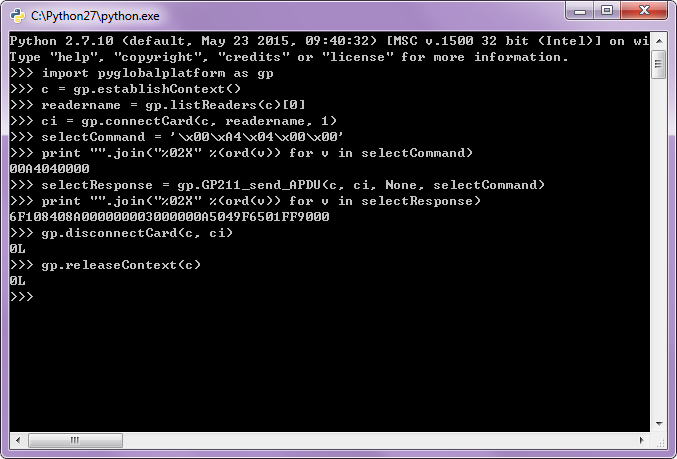 C:\Python27\python.exe
Python 2.7.10 (default, May 23 2015, 09:40:32) [MSC v.1500 32 bit (Intel)] on wi
Type "help", "copyright", "credits" or "license" for more information.
>>> import pyglobalplatform as gp
>>> c = gp.establishContext()
>>> readername = gp.listReaders(c)[0]
>>> ci = gp.connectCard(c, readername, 1)
>>> selectCommand = '\x00\xA4\x04\x00\x00'
>>> print "".join("%02X" %(ord(v)) for v in selectCommand)
00A4040000
>>> selectResponse = gp.GP211_send_APDU(c, ci, None, selectCommand)
>>> print "".join("%02X" %(ord(v)) for v in selectResponse)
6F108408A000000003000000A5049F6501FF9000
>>> gp.disconnectCard(c, ci)
0L
>>> gp.releaseContext(c)
0L
>>>